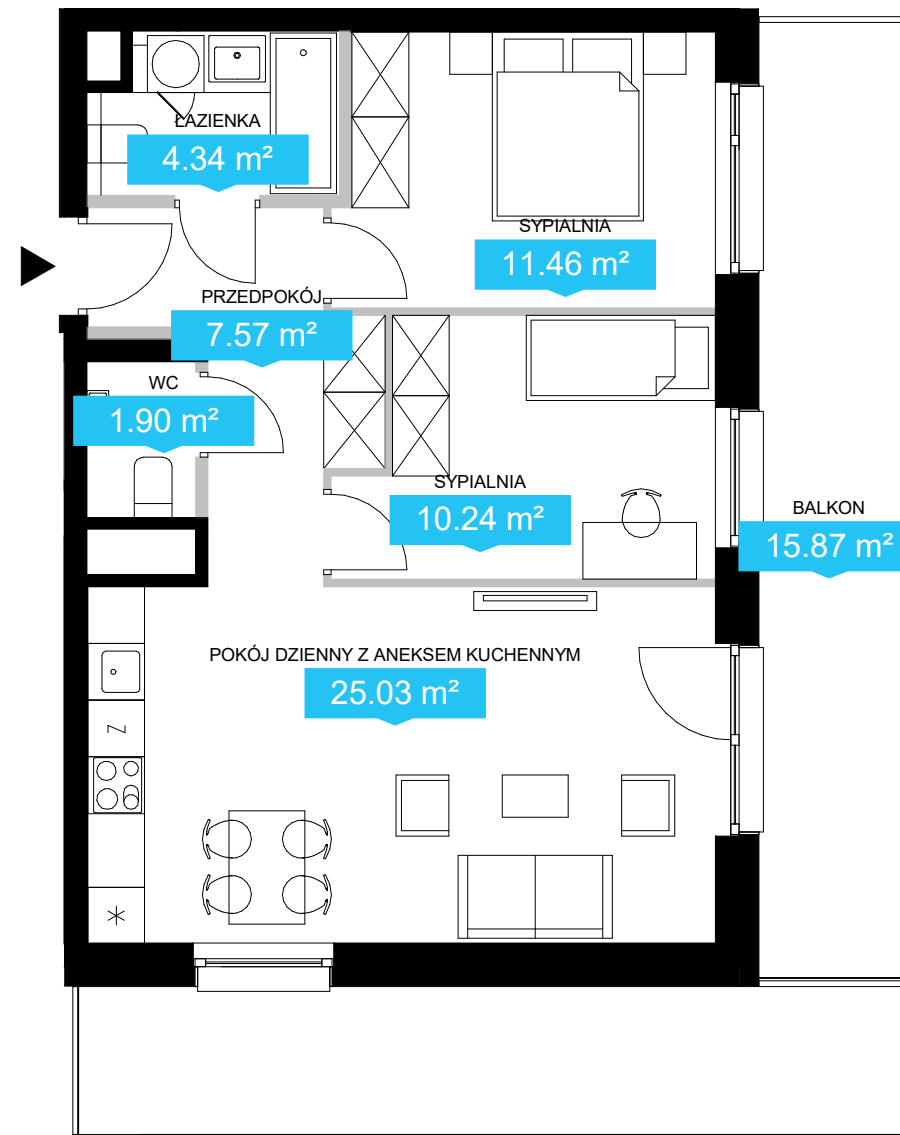 ŁAZIENKA
4.34 m²
SYPIALNIA
11.46 m²
PRZEDPOKÓJ
7.57 m²
WC
1.90 m²
SYPIALNIA
10.24 m²
BALKON
15.87 m²
POKÓJ DZIENNY Z ANEKSEM KUCHENNYM
25.03 m²
Z